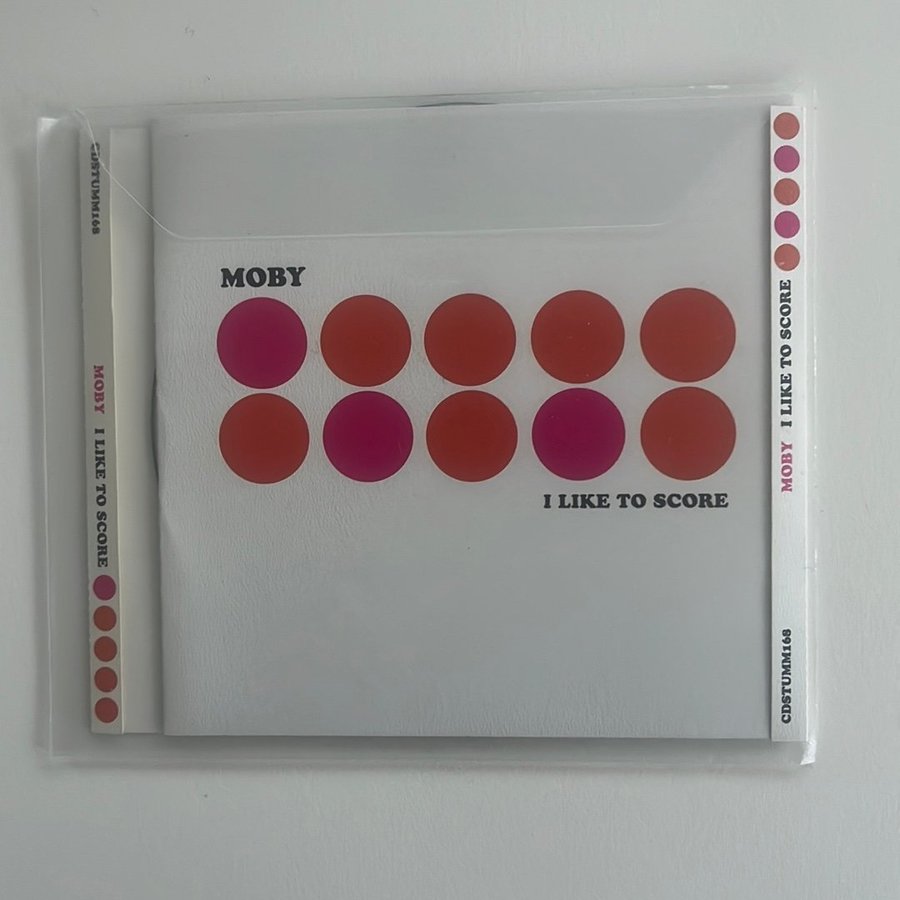 CDSTUMM168
MOBY I LIKE TO SCORE
MOBY
I LIKE TO SCORE
MOBY I LIKE TO SCORE
CDSTUMM168